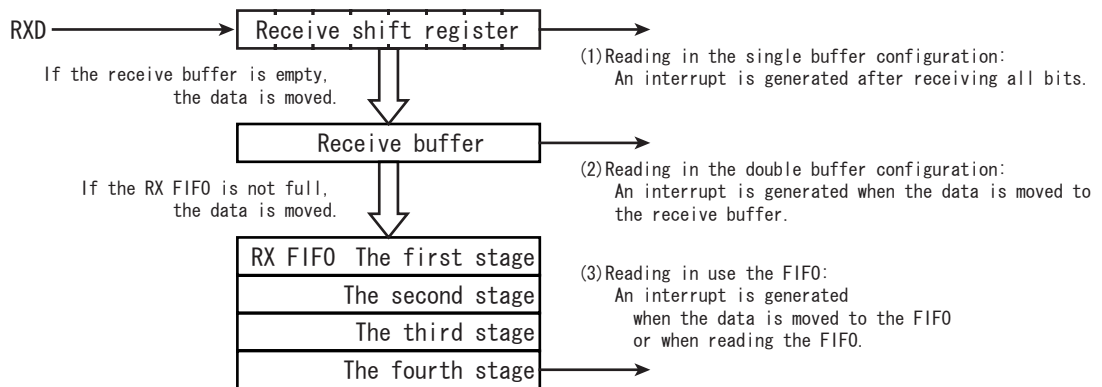 RXD
Receive shift register
(1)Reading in the single buffer configuration:
An interrupt is generated after receiving all bits.
If the receive buffer is empty,
the data is moved.
Receive buffer
(2)Reading in the double buffer configuration:
An interrupt is generated when the data is moved to
the receive buffer.
If the RX FIFO is not full,
the data is moved.
RX FIFO The first stage
The second stage
The third stage
The fourth stage
(3)Reading in use the FIFO:
An interrupt is generated
when the data is moved to the FIFO
or when reading the FIFO.